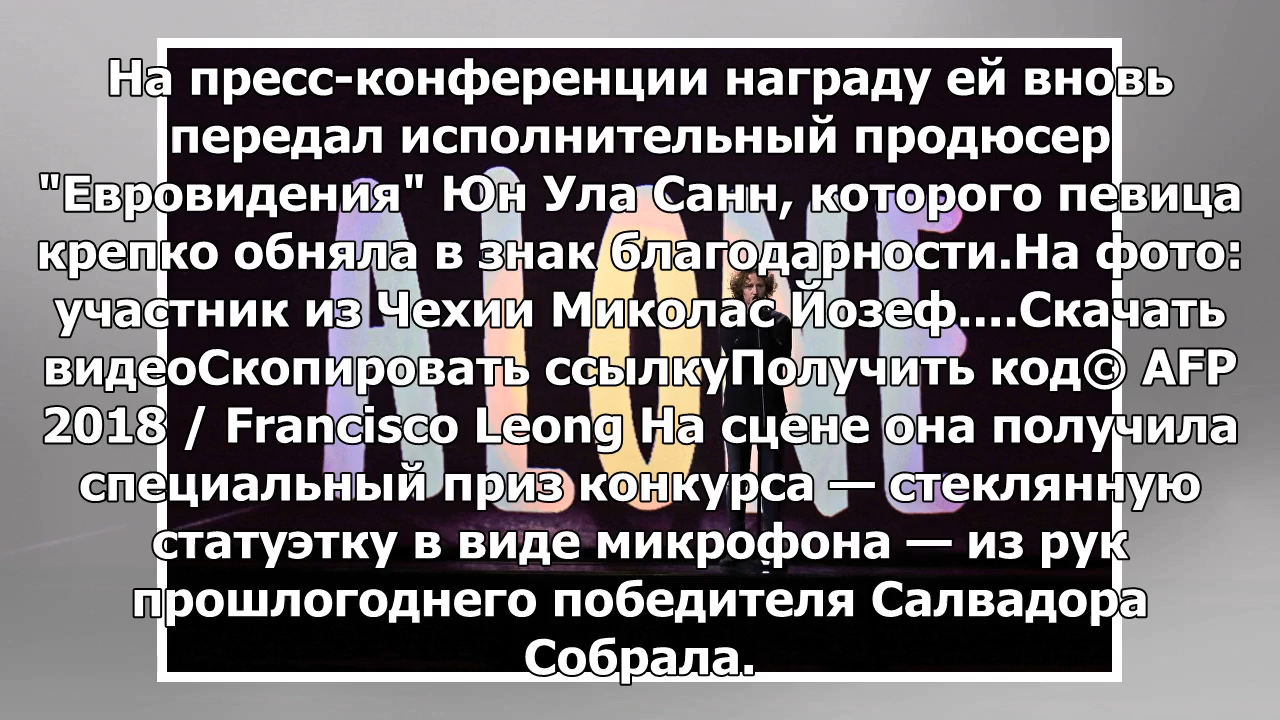 На пресс-конференции награду ей вновь
передал исполнительный продюсер
"Евровидения" Юн Ула Санн, которого певица
крепко обняла в знак благодарности.На фото:
участник из Чехии Миколас Йозеф....Скачать
видеоСкопировать ссылкуПолучить код© AFP
2018 / Francisco Leong На сцене она получила
специальный приз конкурса — стеклянную
статуэтку в виде микрофона — из рук
прошлогоднего победителя Салвадора
Собрала.
ALONE